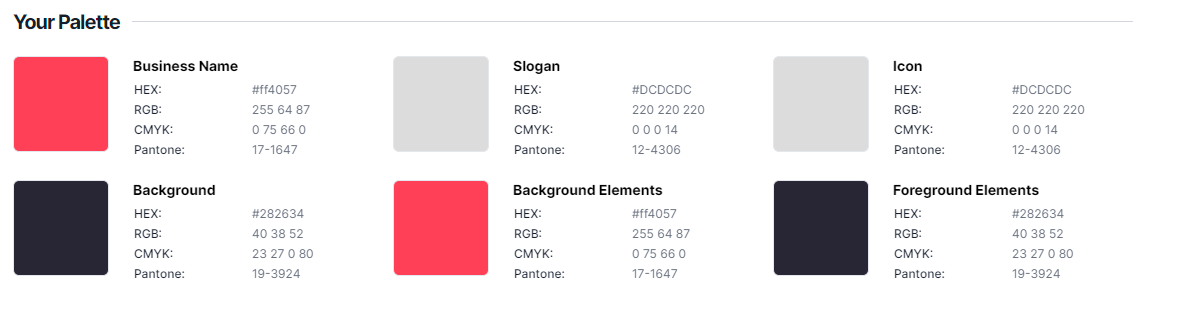 Your Palette
Business Name
HEX: #ff4057
RGB: 255 64 87
CMYK: 0 75 66 0
Pantone: 17-1647
Slogan
HEX: #DCDCDC
RGB: 220 220 220
CMYK: 0 0 0 14
Pantone: 12-4306
Icon
HEX: #DCDCDC
RGB: 220 220 220
CMYK: 0 0 0 14
Pantone: 12-4306
Background
HEX: #282634
RGB: 40 38 52
CMYK: 23 27 0 80
Pantone: 19-3924
Background Elements
HEX: #ff4057
RGB: 255 64 87
CMYK: 0 75 66 0
Pantone: 17-1647
Foreground Elements
HEX: #282634
RGB: 40 38 52
CMYK: 23 27 0 80
Pantone: 19-3924